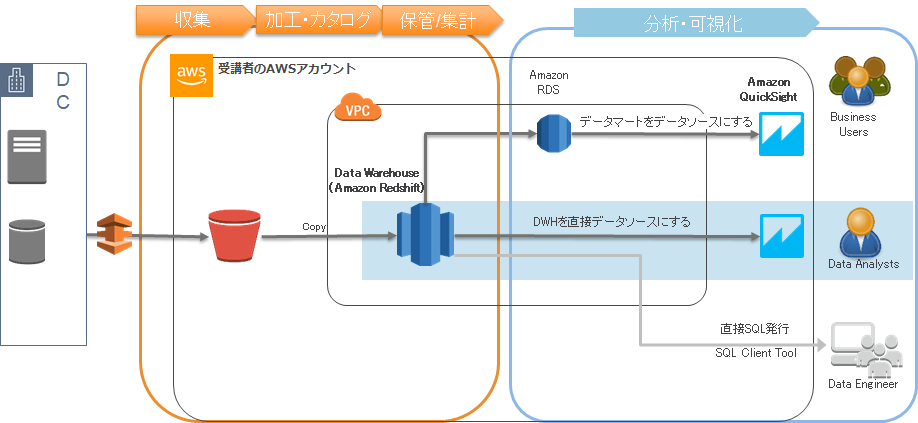 収集
加工・カタログ
保管/集計
分析・可視化
aws
受講者のAWSアカウント
D
C
VPC
Amazon
RDS
Amazon
QuickSight
データマートをデータソースにする
Business
Users
Data Warehouse
(Amazon Redshift)
Copy
DWHを直接データソースにする
Data Analysts
直接SQL発行
SQL Client Tool
Data Engineer